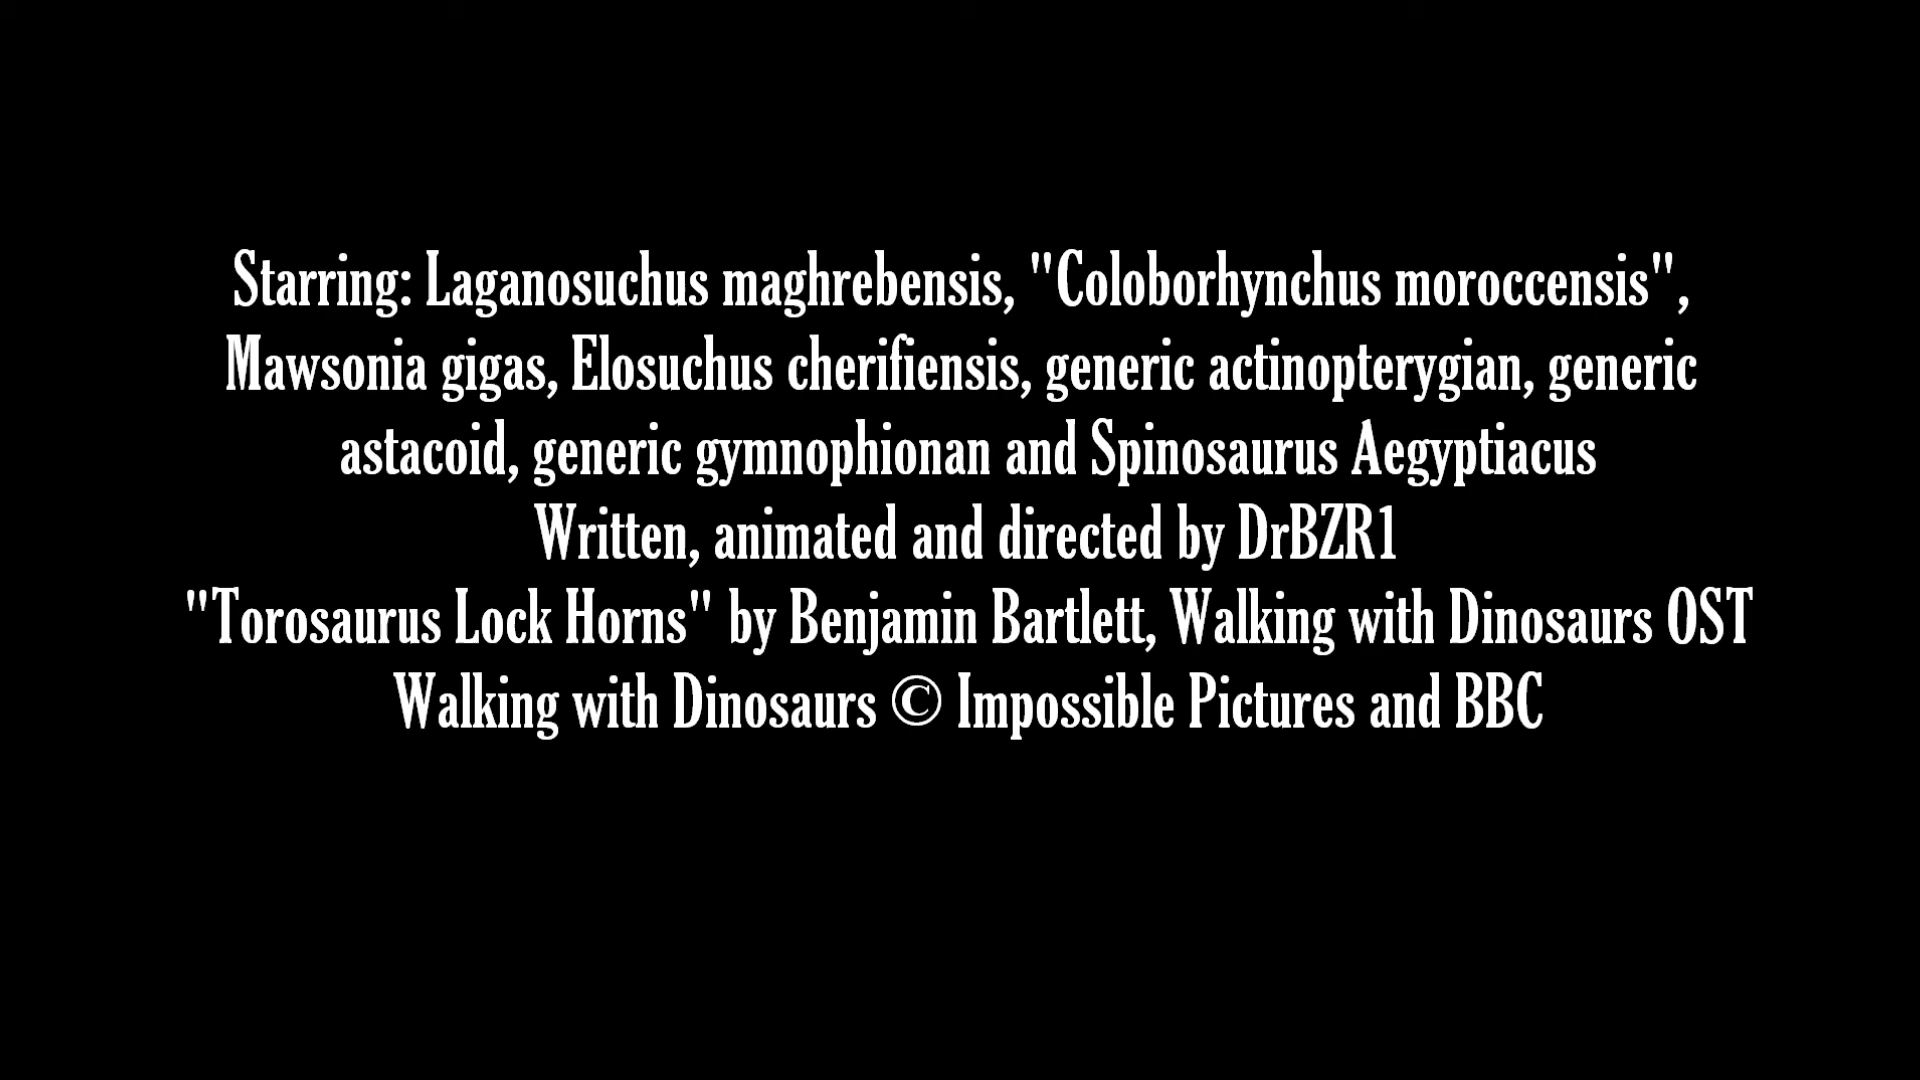 Starring: Laganosuchus maghrebensis, "Coloborhynchus moroccensis",
Mawsonia gigas, Elosuchus cherifiensis, generic actinopterygian, generic
astacoid, generic gymnophionan and Spinosaurus Aegyptiacus
Written, animated and directed by DrBZR1
"Torosaurus Lock Horns" by Benjamin Bartlett, Walking with Dinosaurs OST
Walking with Dinosaurs © Impossible Pictures and BBC